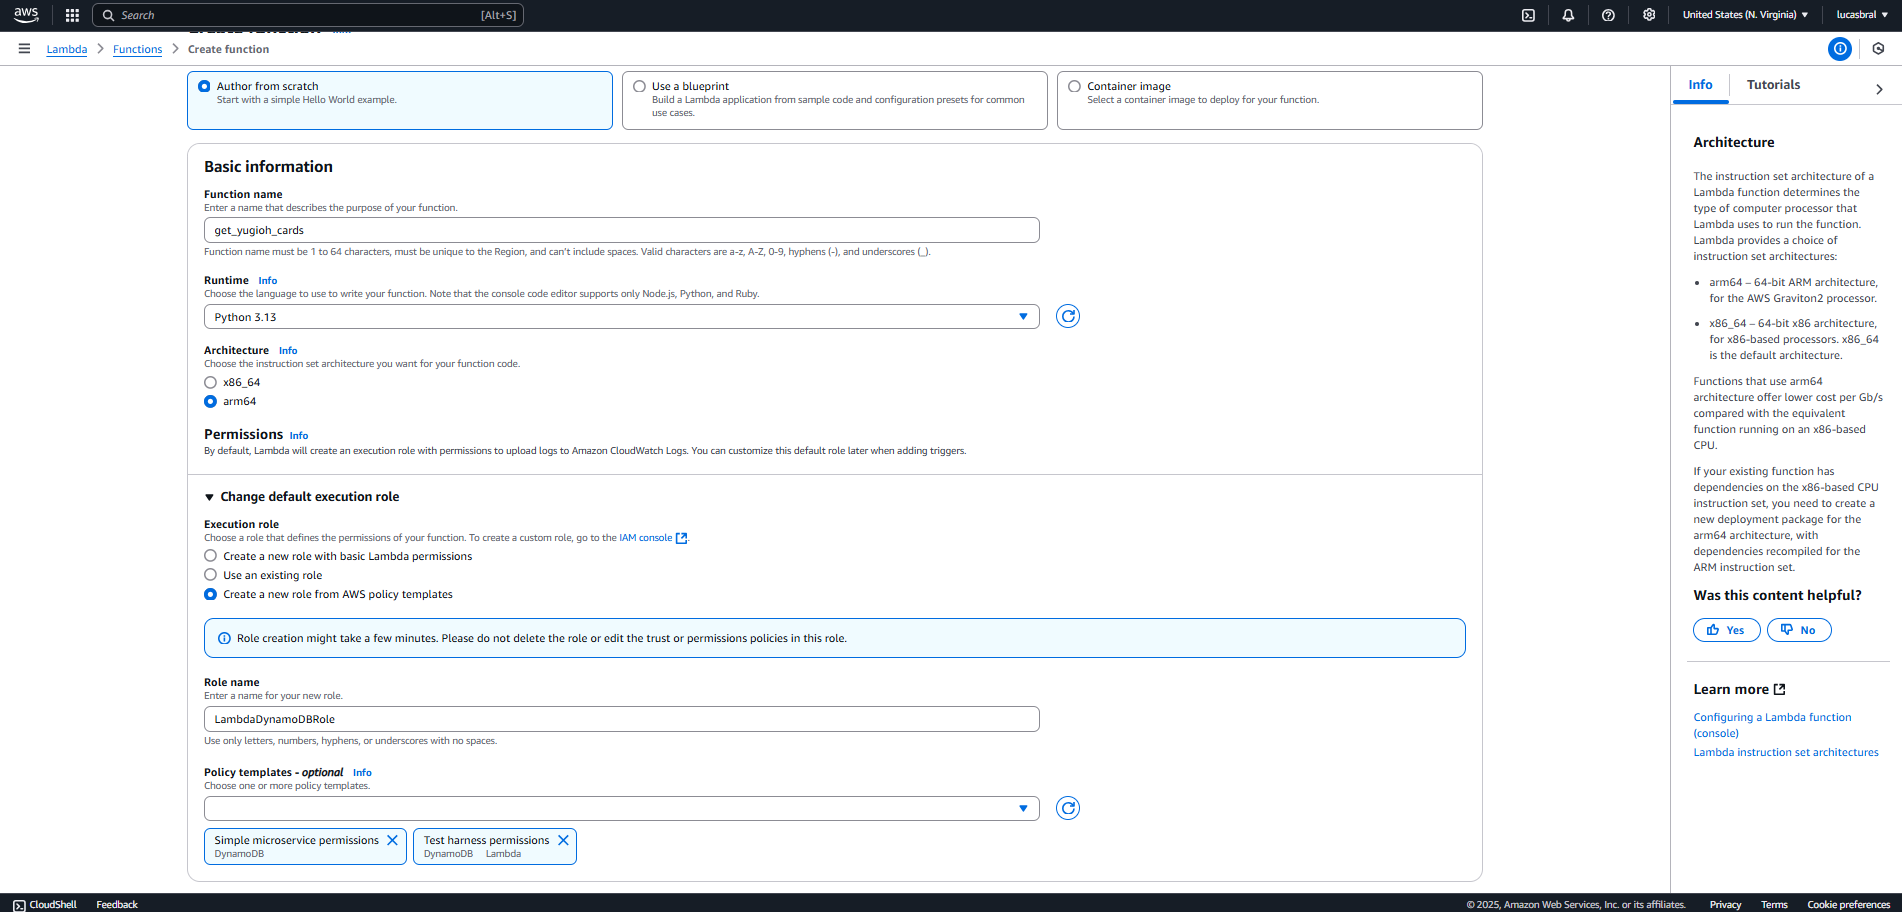 aws
Search
[Alt+S]
United States (N. Virginia)
lucasbral
Lambda
Functions
Create function
Author from scratch
Start with a simple Hello World example.
Use a blueprint
Build a Lambda application from sample code and configuration presets for common
use cases.
Container image
Select a container image to deploy for your function.
Basic information
Function name
Enter a name that describes the purpose of your function.
get_yugioh_cards
Function name must be 1 to 64 characters, must be unique to the Region, and can't include spaces. Valid characters are a-z, A-Z, 0-9, hyphens (-), and underscores (_).
Runtime Info
Choose the language to use to write your function. Note that the console code editor supports only Node.js, Python, and Ruby.
Python 3.13
Architecture Info
Choose the instruction set architecture you want for your function code.
x86_64
arm64
Permissions Info
By default, Lambda will create an execution role with permissions to upload logs to Amazon CloudWatch Logs. You can customize this default role later when adding triggers.
Change default execution role
Execution role
Choose a role that defines the permissions of your function. To create a custom role, go to the IAM console.
Create a new role with basic Lambda permissions
Use an existing role
Create a new role from AWS policy templates
Role creation might take a few minutes. Please do not delete the role or edit the trust or permissions policies in this role.
Role name
Enter a name for your new role.
LambdaDynamoDBRole
Use only letters, numbers, hyphens, or underscores with no spaces.
Policy templates - optional Info
Choose one or more policy templates.
Simple microservice permissions
DynamoDB
Test harness permissions
DynamoDB Lambda
Info
Tutorials
Architecture
The instruction set architecture of a
Lambda function determines the
type of computer processor that
Lambda uses to run the function.
Lambda provides a choice of
instruction set architectures:
• arm64 – 64-bit ARM architecture,
for the AWS Graviton2 processor.
• x86_64 – 64-bit x86 architecture,
for x86-based processors. x86_64
is the default architecture.
Functions that use arm64
architecture offer lower cost per Gb/s
compared with the equivalent
function running on an x86-based
CPU.
If your existing function has
dependencies on the x86-based CPU
instruction set, you need to create a
new deployment package for the
arm64 architecture, with
dependencies recompiled for the
ARM instruction set.
Was this content helpful?
Yes
No
Learn more
Configuring a Lambda function
(console)
Lambda instruction set architectures
CloudShell
Feedback
© 2025, Amazon Web Services, Inc. or its affiliates.
Privacy
Terms
Cookie preferences